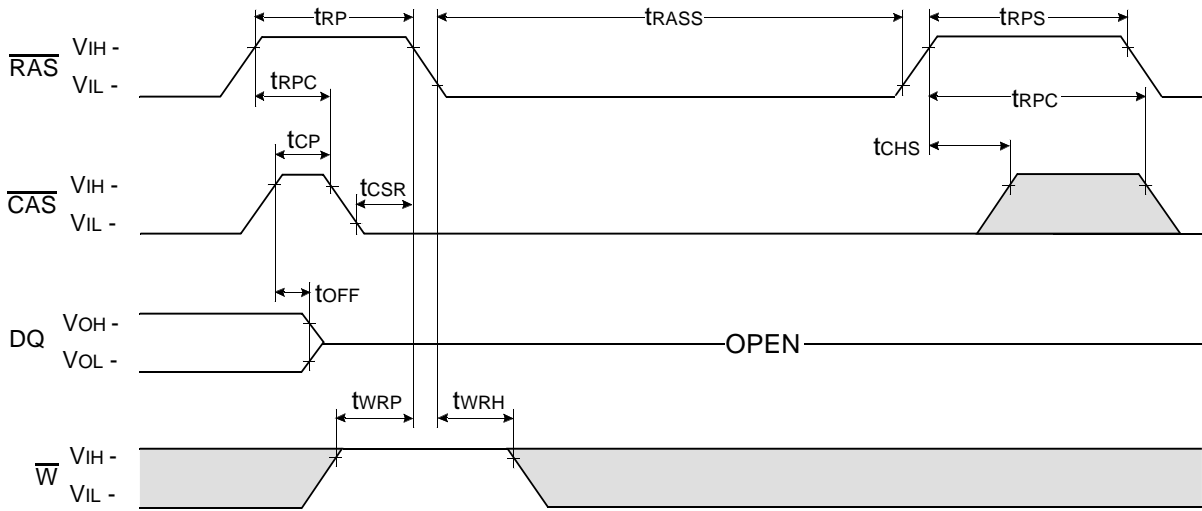 tRP
tRASS
tRPS
RAS
VIH -
VIL -
tRPC
tRPC
tCP
tCHS
CAS
VIH -
VIL -
tCSR
tOFF
DQ
VOH -
VOL -
OPEN
tWRP
tWRH
W
VIH -
VIL -